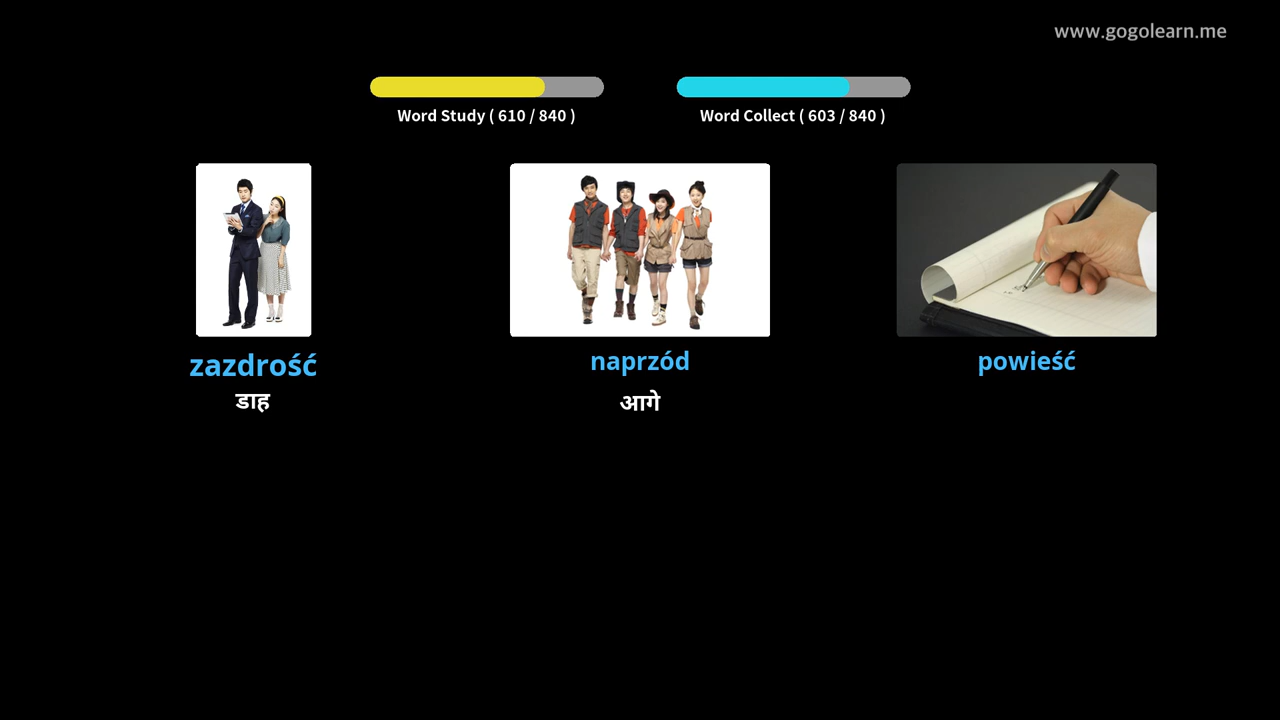 www.gogolearn.me
Word Study ( 610 / 840 )
Word Collect ( 603 / 840 )
zazdrość
naprzód
powieść
डाह
आगे